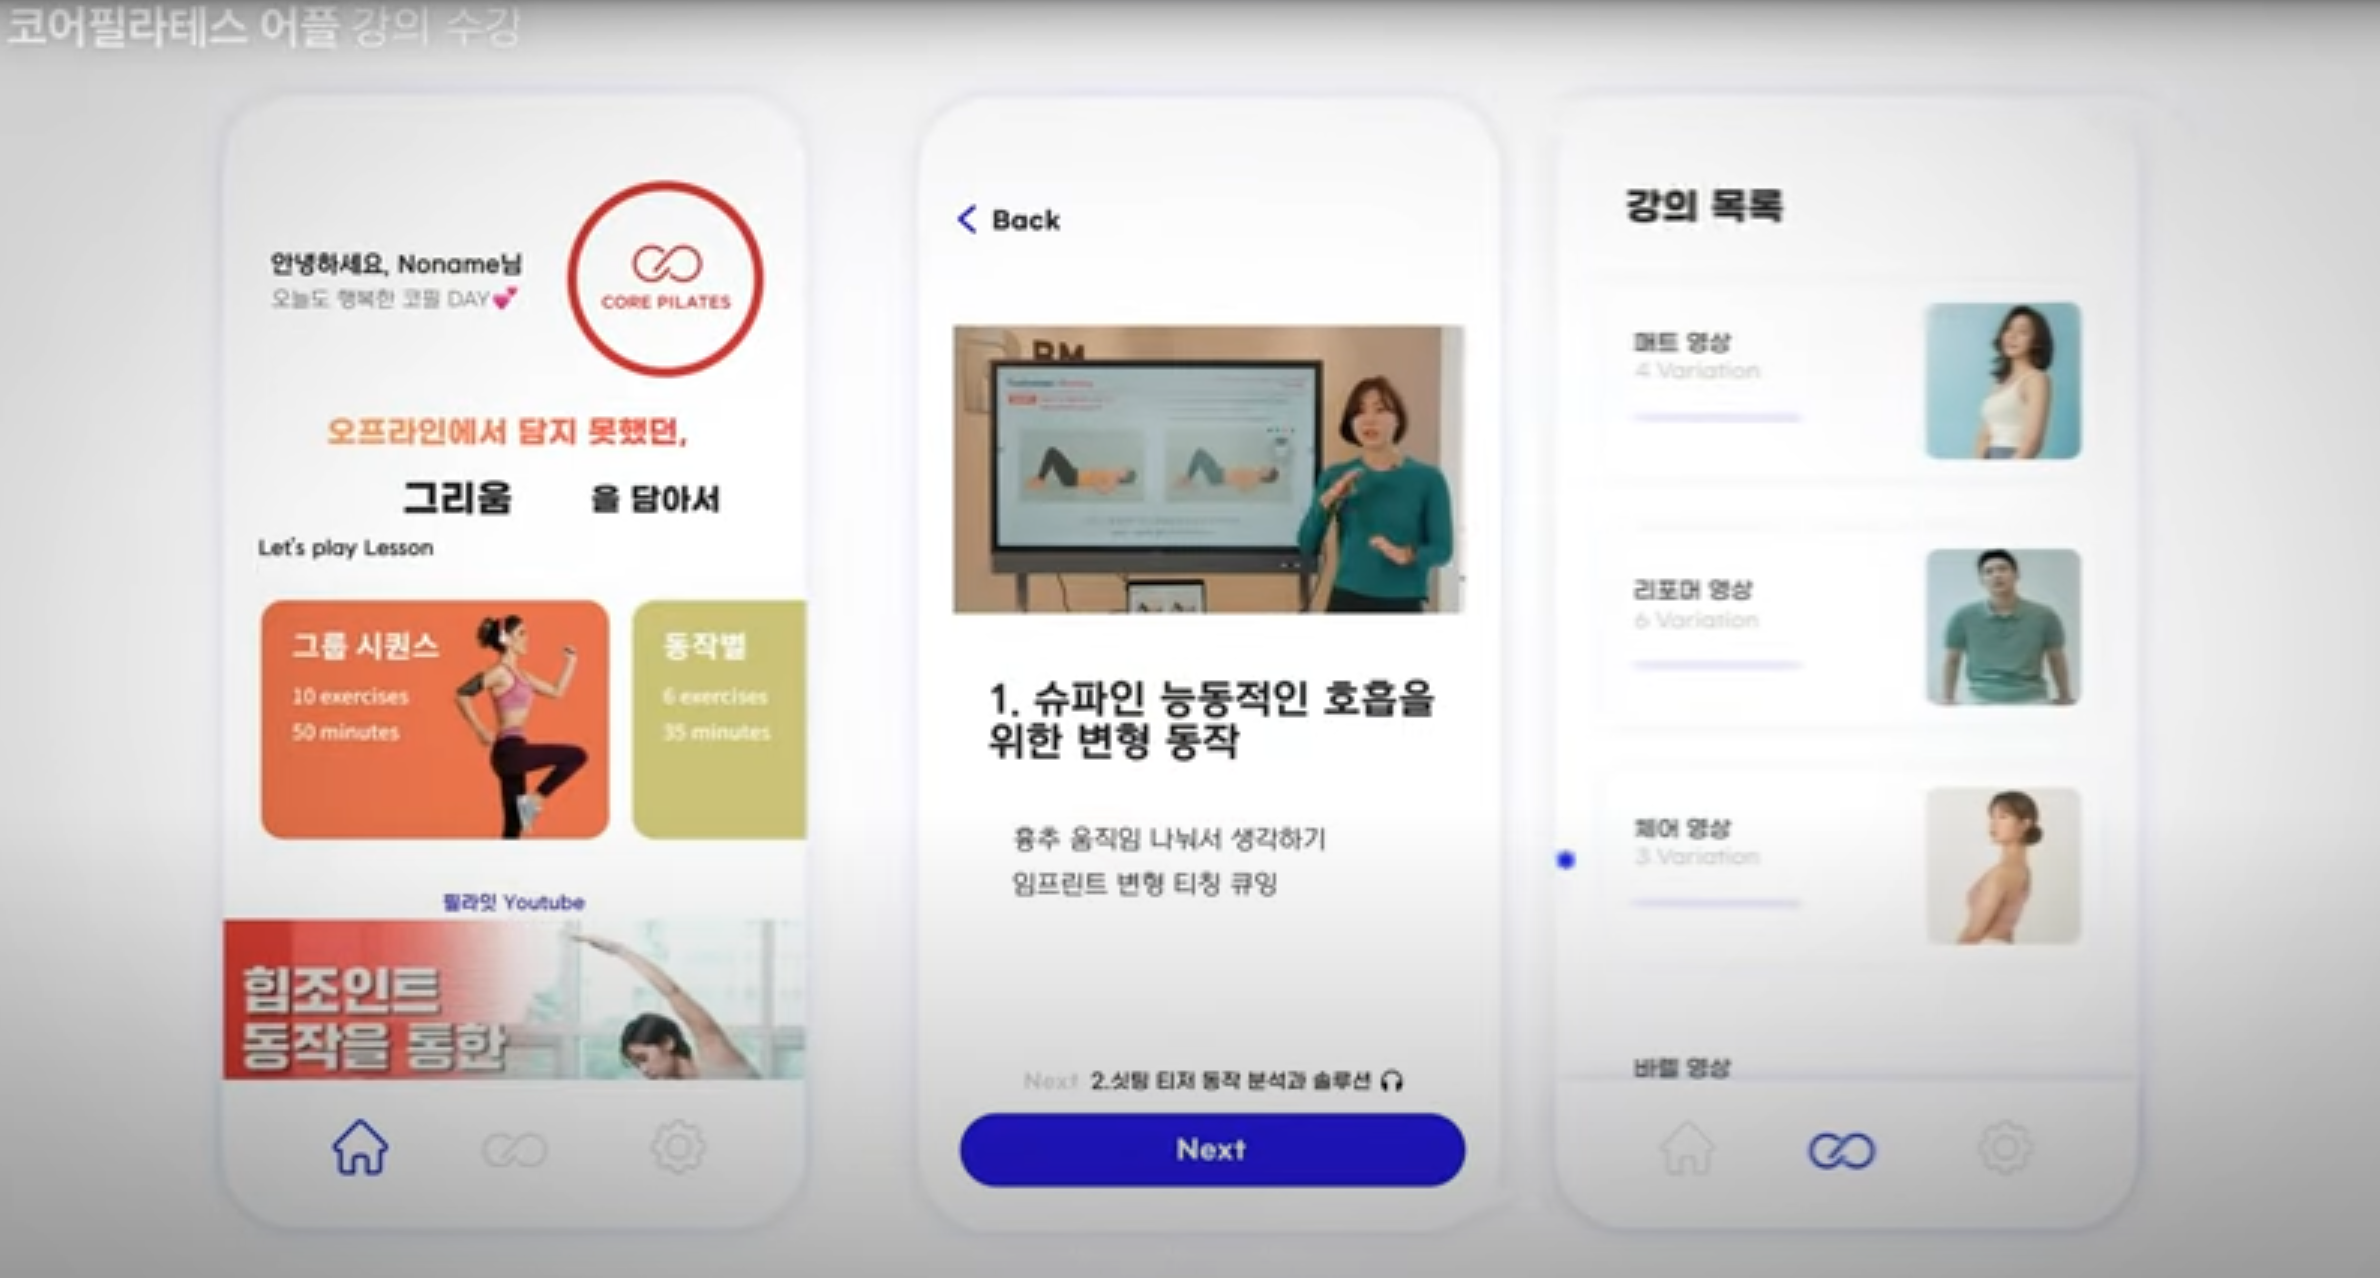 코어필라테스 어플 강의 수강
안녕하세요, Noname님
오늘도 행복한 코필 DAY💕
CORE PILATES
오프라인에서 담지 못했던,
그리움 을 담아서
Let's play Lesson
그룹 시퀀스
10 exercises
50 minutes
동작별
6 exercises
35 minutes
필라잇 Youtube
힙조인트
동작을 통한
Back
BM
1. 슈파인 능동적인 호흡을
위한 변형 동작
흉추 움직임 나눠서 생각하기
임프린트 변형 티칭 큐잉
Next 2.싯팅 티저 동작 분석과 솔루션
Next
강의 목록
매트 영상
4 Variation
리포머 영상
6 Variation
체어 영상
3 Variation
바렐 영상